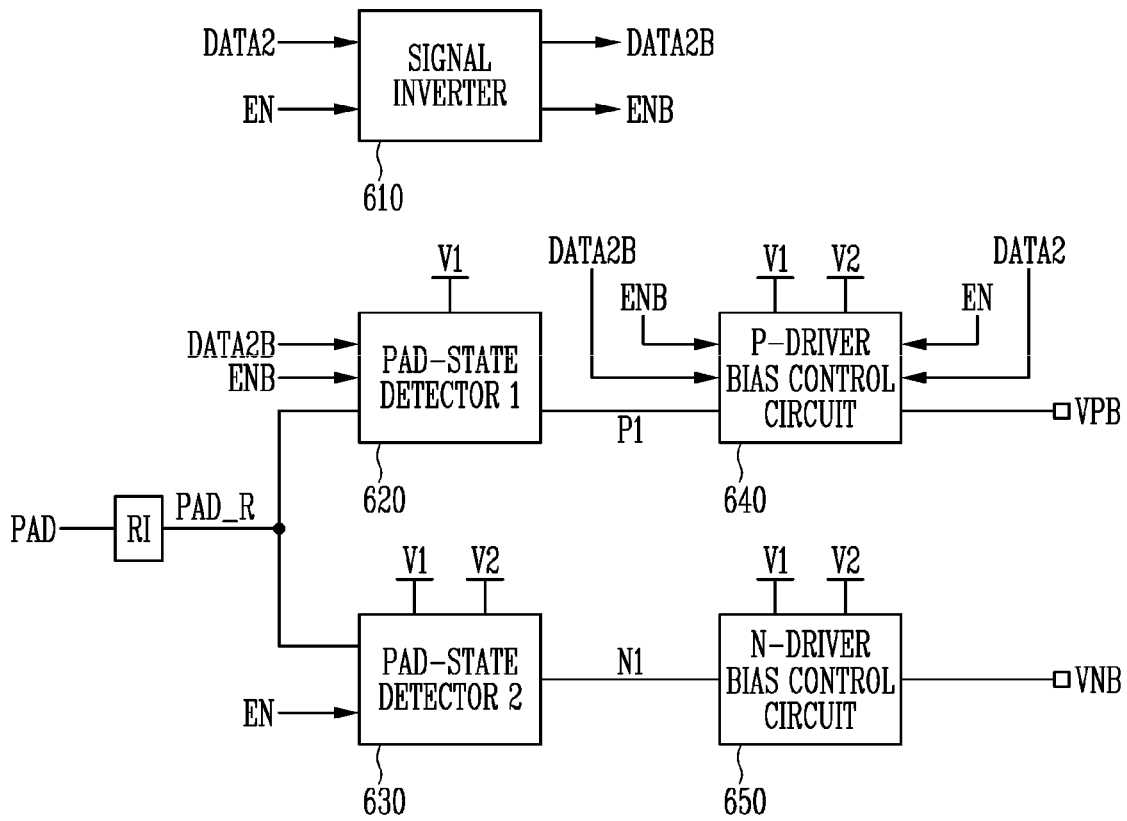 DATA2
SIGNAL
INVERTER
DATA2B
EN
ENB
610
V1
DATA2B
ENB
V1
V2
DATA2
EN
DATA2B
ENB
PAD-STATE
DETECTOR 1
P1
P-DRIVER
BIAS CONTROL
CIRCUIT
VPB
620
640
PAD
RI
PAD_R
V1
V2
V1
V2
PAD-STATE
DETECTOR 2
EN
N1
N-DRIVER
BIAS CONTROL
CIRCUIT
VNB
630
650